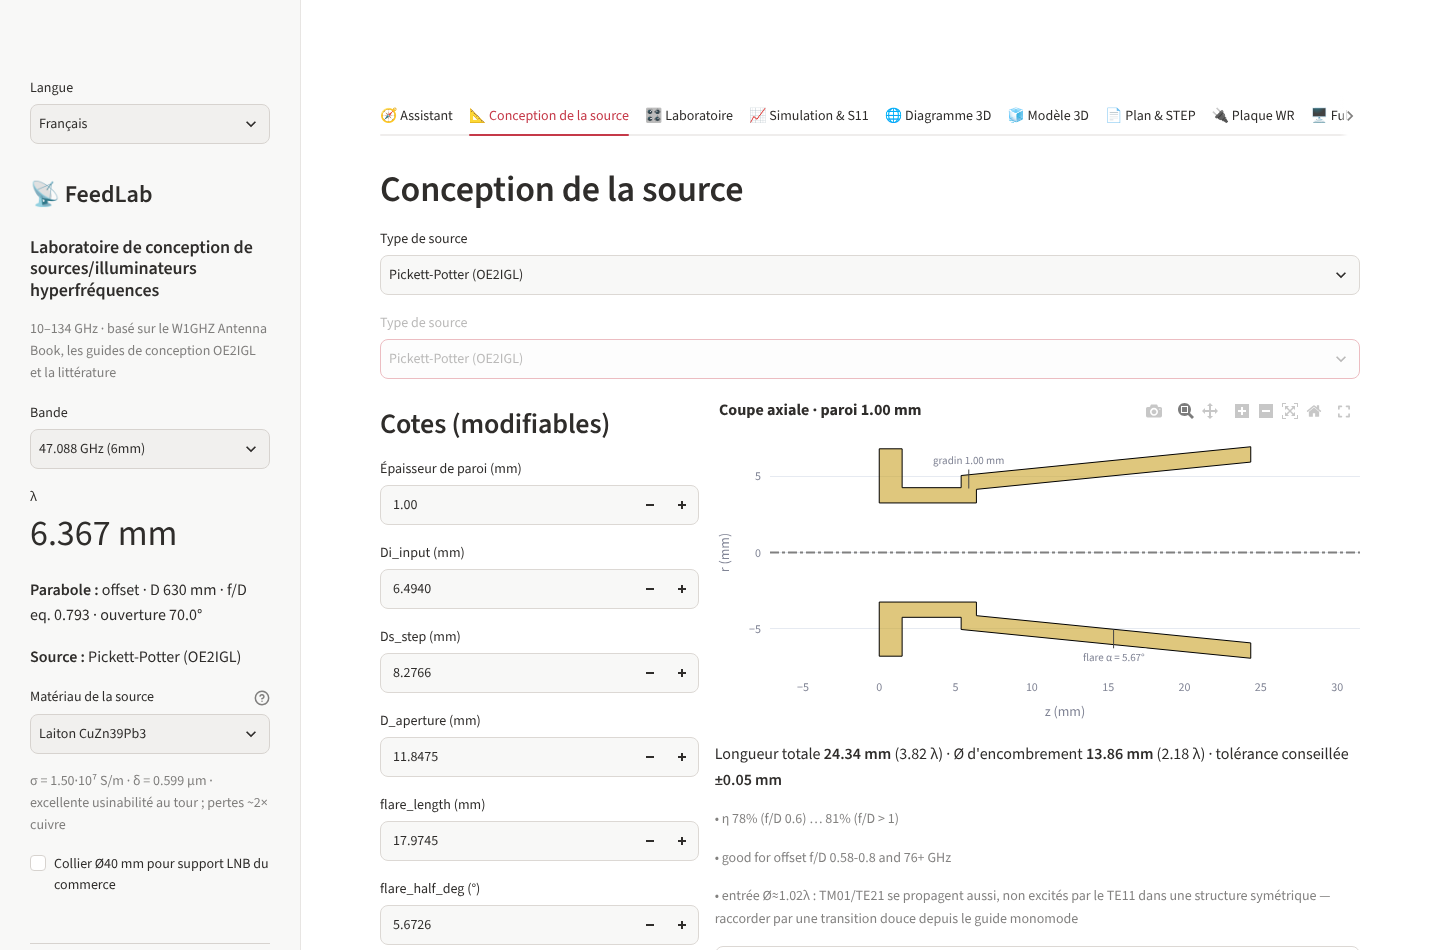 Langue
Français
📡 FeedLab
Laboratoire de conception de
sources/illuminateurs
hyperfréquences
10–134 GHz · basé sur le W1GHZ Antenna
Book, les guides de conception OE2IGL
et la littérature
Bande
47.088 GHz (6mm)
λ
6.367 mm
Parabole : offset · D 630 mm · f/D
eq. 0.793 · ouverture 70.0°
Source : Pickett-Potter (OE2IGL)
Matériau de la source
Laiton CuZn39Pb3
σ = 1.50·10⁷ S/m · δ = 0.599 µm ·
excellente usinabilité au tour ; pertes ~2×
cuivre
Collier Ø40 mm pour support LNB du
commerce
🧭 Assistant 📐 Conception de la source 🎛️ Laboratoire 📈 Simulation & S11 🌐 Diagramme 3D 🧊 Modèle 3D 📄 Plan & STEP 🔌 Plaque WR 🖥️ Fu
Conception de la source
Type de source
Pickett-Potter (OE2IGL)
Type de source
Pickett-Potter (OE2IGL)
Cotes (modifiables)
Épaisseur de paroi (mm)
1.00
Di_input (mm)
6.4940
Ds_step (mm)
8.2766
D_aperture (mm)
11.8475
flare_length (mm)
17.9745
flare_half_deg (°)
5.6726
Coupe axiale · paroi 1.00 mm
gradin 1.00 mm
5
0
−5
r (mm)
flare α = 5.67°
−5 0 5 10 15 20 25 30
z (mm)
Longueur totale 24.34 mm (3.82 λ) · Ø d'encombrement 13.86 mm (2.18 λ) · tolérance conseillée
±0.05 mm
• η 78% (f/D 0.6) … 81% (f/D > 1)
• good for offset f/D 0.58-0.8 and 76+ GHz
• entrée Ø≈1.02λ : TM01/TE21 se propagent aussi, non excités par le TE11 dans une structure symétrique —
raccorder par une transition douce depuis le guide monomode